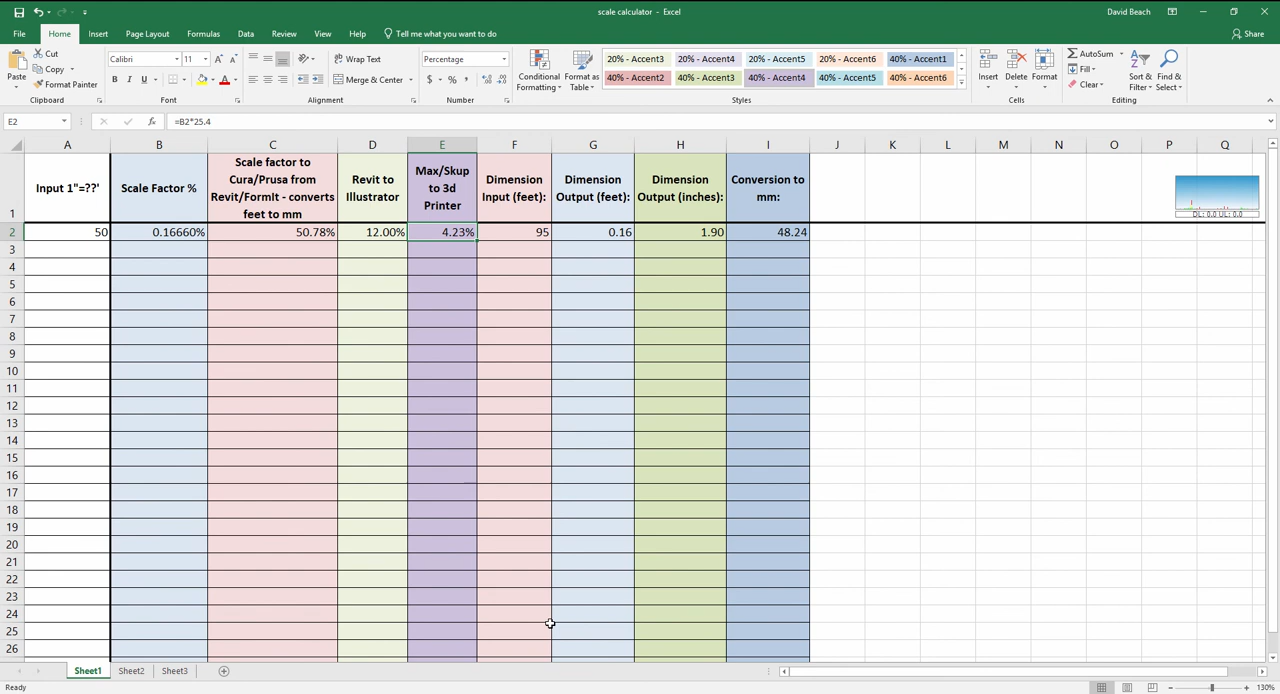 scale calculator - Excel
David Beach
File Home Insert Page Layout Formulas Data Review View Help Tell me what you want to do
Share
Paste
Cut
Copy
Format Painter
Clipboard
Calibri 11
B I U
Font
Wrap Text
Merge & Center
Alignment
Percentage
$ % ,
Number
Conditional
Formatting
Format as
Table
20% - Accent3 20% - Accent4 20% - Accent5 20% - Accent6 40% - Accent1
40% - Accent2 40% - Accent3 40% - Accent4 40% - Accent5 40% - Accent6
Styles
Insert Delete Format
Cells
AutoSum
Fill
Clear
Sort &
Filter
Find &
Select
Editing
E2 fx =B2*25.4
A B C D E F G H I J K L M N O P Q
1
Input 1"=??'
Scale Factor %
Scale factor to
Cura/Prusa from
Revit/FormIt - converts
feet to mm
Revit to
Illustrator
Max/Skup
to 3d
Printer
Dimension
Input (feet):
Dimension
Output (feet):
Dimension
Output (inches):
Conversion to
mm:
DL: 0.0 UL: 0.0
2 50 0.16660% 50.78% 12.00% 4.23% 95 0.16 1.90 48.24
3
4
5
6
7
8
9
10
11
12
13
14
15
16
17
18
19
20
21
22
23
24
25
26
Sheet1 Sheet2 Sheet3
Ready
130%